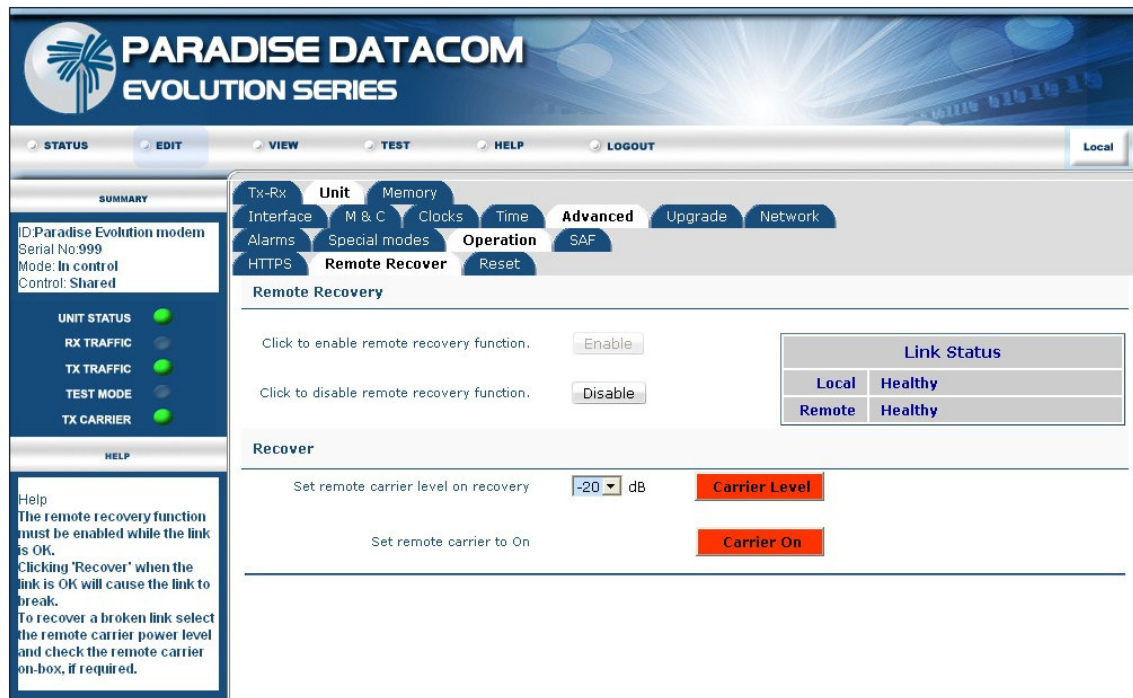 PARADISE DATACOM
EVOLUTION SERIES
STATUS EDIT VIEW TEST HELP LOGOUT Local
SUMMARY
ID:Paradise Evolution modem
Serial No:999
Mode: In control
Control: Shared
UNIT STATUS
RX TRAFFIC
TX TRAFFIC
TEST MODE
TX CARRIER
HELP
Help
The remote recovery function
must be enabled while the link
is OK.
Clicking 'Recover' when the
link is OK will cause the link to
break.
To recover a broken link select
the remote carrier power level
and check the remote carrier
on-box, if required.
Tx-Rx Unit Memory
Interface M & C Clocks Time Advanced Upgrade Network
Alarms Special modes Operation SAF
HTTPS Remote Recover Reset
Remote Recovery
Click to enable remote recovery function. Enable
Click to disable remote recovery function. Disable
Link Status
Local Healthy
Remote Healthy
Recover
Set remote carrier level on recovery -20 dB Carrier Level
Set remote carrier to On Carrier On